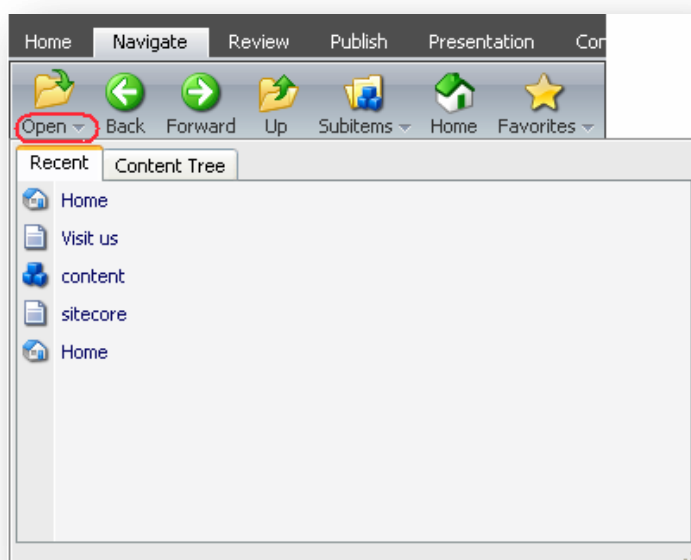 Home Navigate Review Publish Presentation Cor
Open Back Forward Up Subitems Home Favorites
Recent Content Tree
Home
Visit us
content
sitecore
Home